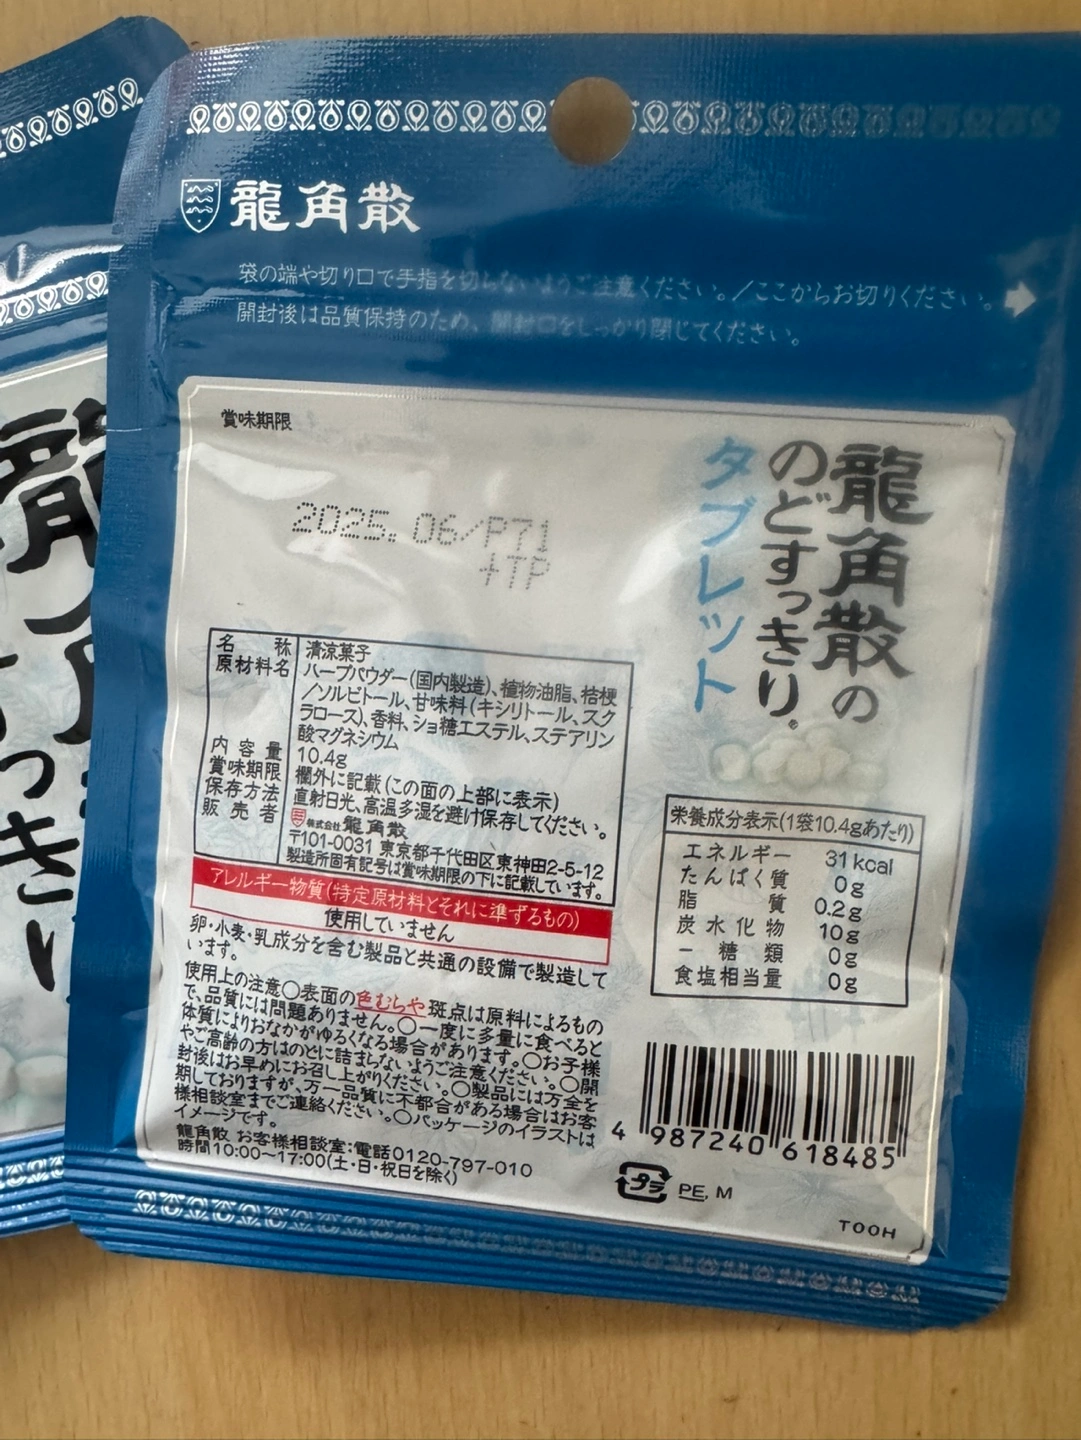 龍角散
袋の端や切り口で手指を切らないようご注意ください。／ここからお切りください。
開封後は品質保持のため、開封口をしっかり閉じてください。
賞味期限
2025.06/P71
+TP
龍角散の
のどすっきり。
タブレット
名称 清涼菓子
原材料名 ハーブパウダー(国内製造)、植物油脂、桔梗
／ソルビトール、甘味料(キシリトール、スク
ラロース)、香料、ショ糖エステル、ステアリン
酸マグネシウム
内容量 10.4g
賞味期限 欄外に記載(この面の上部に表示)
保存方法 直射日光、高温多湿を避け保存してください。
販売者 株式会社龍角散
〒101-0031 東京都千代田区東神田2-5-12
製造所固有記号は賞味期限の下に記載しています。
アレルギー物質(特定原材料とそれに準ずるもの)
使用していません
卵・小麦・乳成分を含む製品と共通の設備で製造して
います。
使用上の注意○表面の色むらや斑点は原料によるもの
で、品質には問題ありません。○一度に多量に食べると
体質によりおなかがゆるくなる場合があります。○お子様
やご高齢の方はのどに詰まらないようご注意ください。○開
封後はお早めにお召し上がりください。○製品には万全を
期しておりますが、万一品質に不都合がある場合はお客
様相談室までご連絡ください。○パッケージのイラストは
イメージです。
龍角散 お客様相談室:電話0120-797-010
時間10:00〜17:00(土・日・祝日を除く)
栄養成分表示(1袋10.4gあたり)
エネルギー 31kcal
たんぱく質 0g
脂質 0.2g
炭水化物 10g
－糖類 0g
食塩相当量 0g
4 987240 618485
プラ PE, M
TOOH
龍
っきり